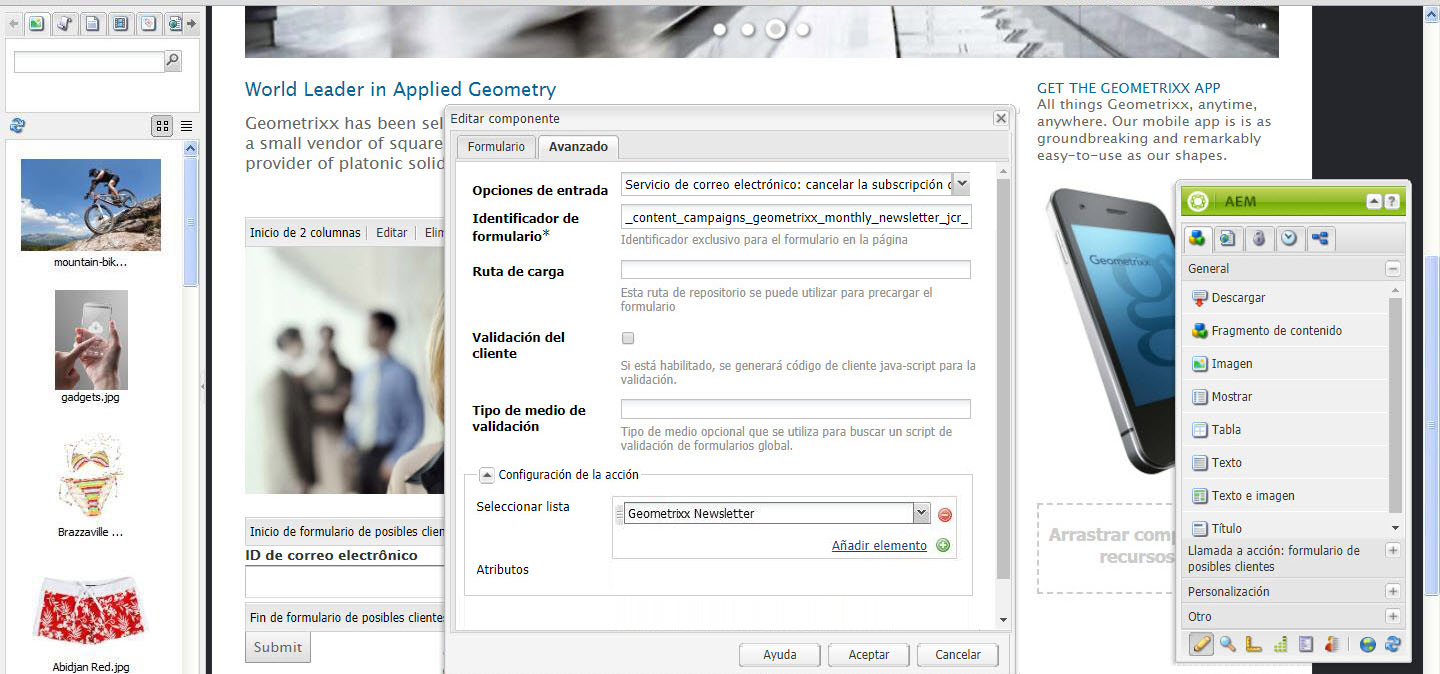 mountain-bik...
gadgets.jpg
Brazzaville ...
Abidjan Red.jpg
World Leader in Applied Geometry
Geometrixx has been sel
a small vendor of square
provider of platonic solid
Inicio de 2 columnas
Editar
Elim
Inicio de formulario de posibles clien
ID de correo electrônico
Fin de formulario de posibles clientes
Submit
Editar componente
Formulario
Avanzado
Opciones de entrada
Servicio de correo electrónico: cancelar la subscripción
Identificador de
formulario*
_content_campaigns_geometrixx_monthly_newsletter_jcr_
Identificador exclusivo para el formulario en la página
Ruta de carga
Esta ruta de repositorio se puede utilizar para precargar el
formulario
Validación del
cliente
Si está habilitado, se generará código de cliente java-script para la
validación.
Tipo de medio de
validación
Tipo de medio opcional que se utiliza para buscar un script de
validación de formularios global.
Configuración de la acción
Seleccionar lista
Geometrixx Newsletter
Añadir elemento
Atributos
Ayuda
Aceptar
Cancelar
GET THE GEOMETRIXX APP
All things Geometrixx, anytime,
anywhere. Our mobile app is is as
groundbreaking and remarkably
easy-to-use as our shapes.
Geometrixx
Arrastrar comp
recursos
AEM
?
General
Descargar
Fragmento de contenido
Imagen
Mostrar
Tabla
Texto
Texto e imagen
Título
Llamada a acción: formulario de
posibles clientes
Personalización
Otro